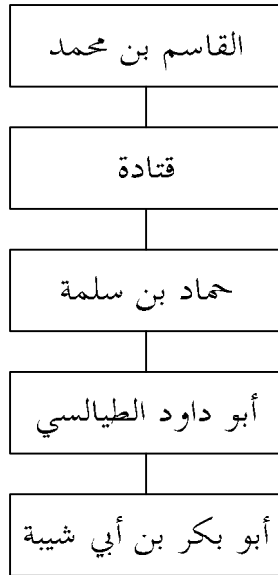 القاسم بن محمد
قتادة
حماد بن سلمة
أبو داود الطيالسي
أبو بكر بن أبي شيبة